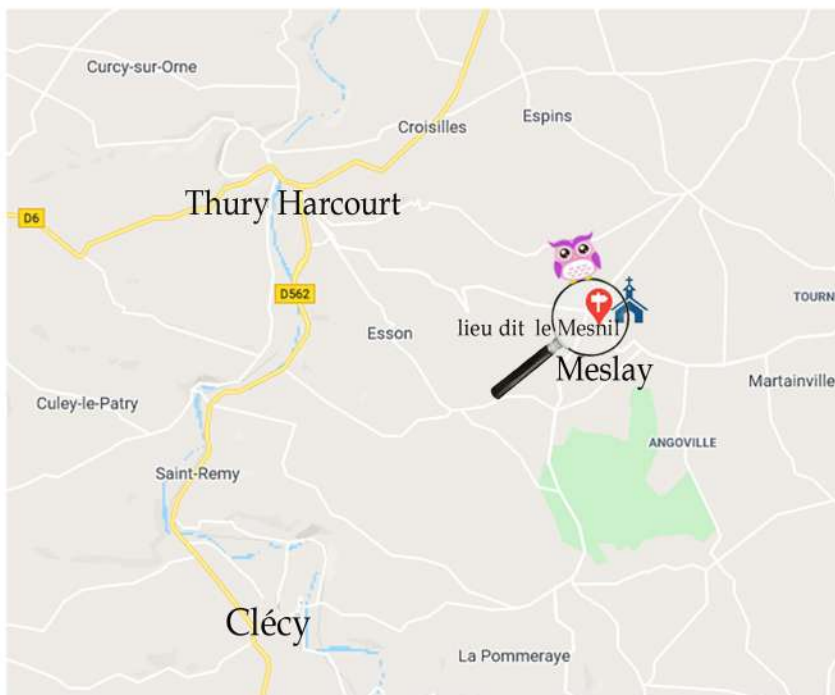 Curcy-sur-Orne
Espins
Croisilles
Thury Harcourt
D6
D562
TOURN
lieu dit le Mesnil
Esson
Meslay
Martainville
Culey-le-Patry
ANGOVILLE
Saint-Remy
Clécy
La Pommeraye